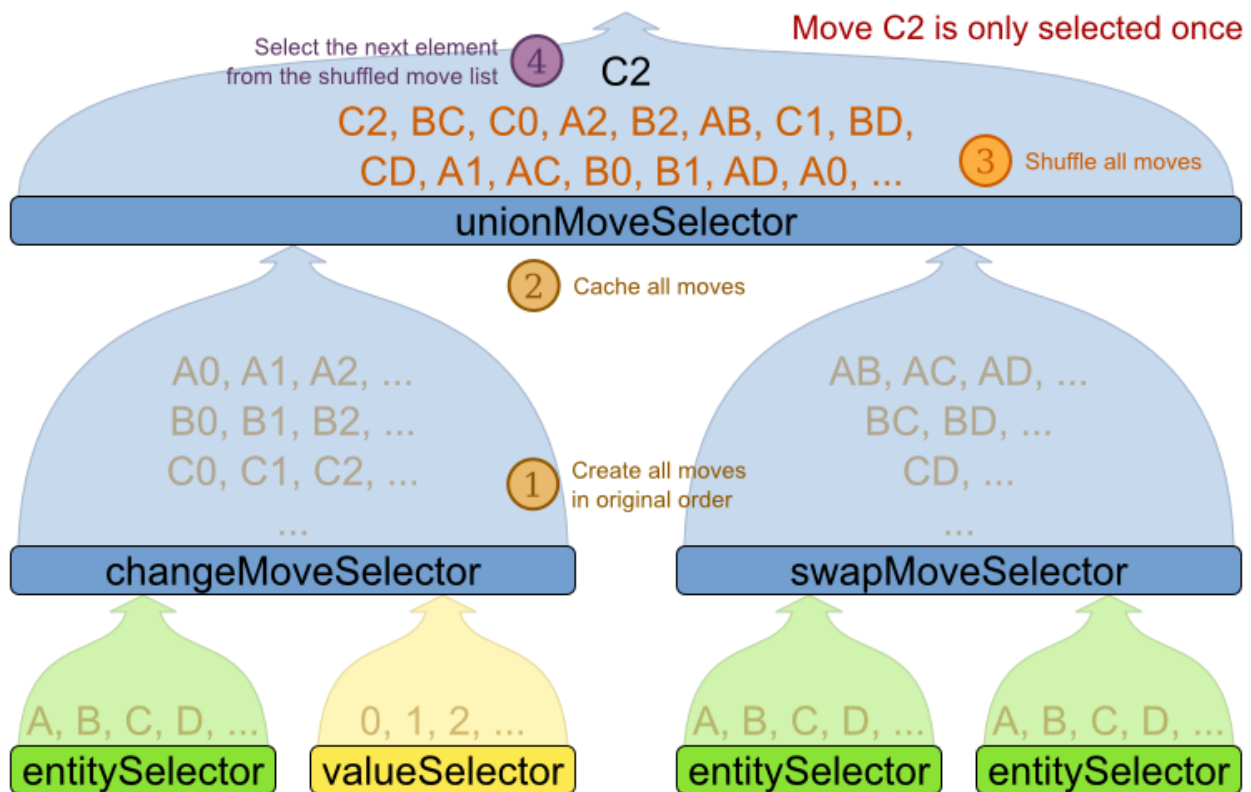 Move C2 is only selected once
Select the next element
from the shuffled move list
4
C2
C2, BC, C0, A2, B2, AB, C1, BD,
CD, A1, AC, B0, B1, AD, A0, ...
3
Shuffle all moves
unionMoveSelector
2
Cache all moves
A0, A1, A2, ...
B0, B1, B2, ...
C0, C1, C2, ...
...
1
Create all moves
in original order
AB, AC, AD, ...
BC, BD, ...
CD, ...
...
changeMoveSelector
swapMoveSelector
A, B, C, D, ...
0, 1, 2, ...
A, B, C, D, ...
A, B, C, D, ...
entitySelector
valueSelector
entitySelector
entitySelector